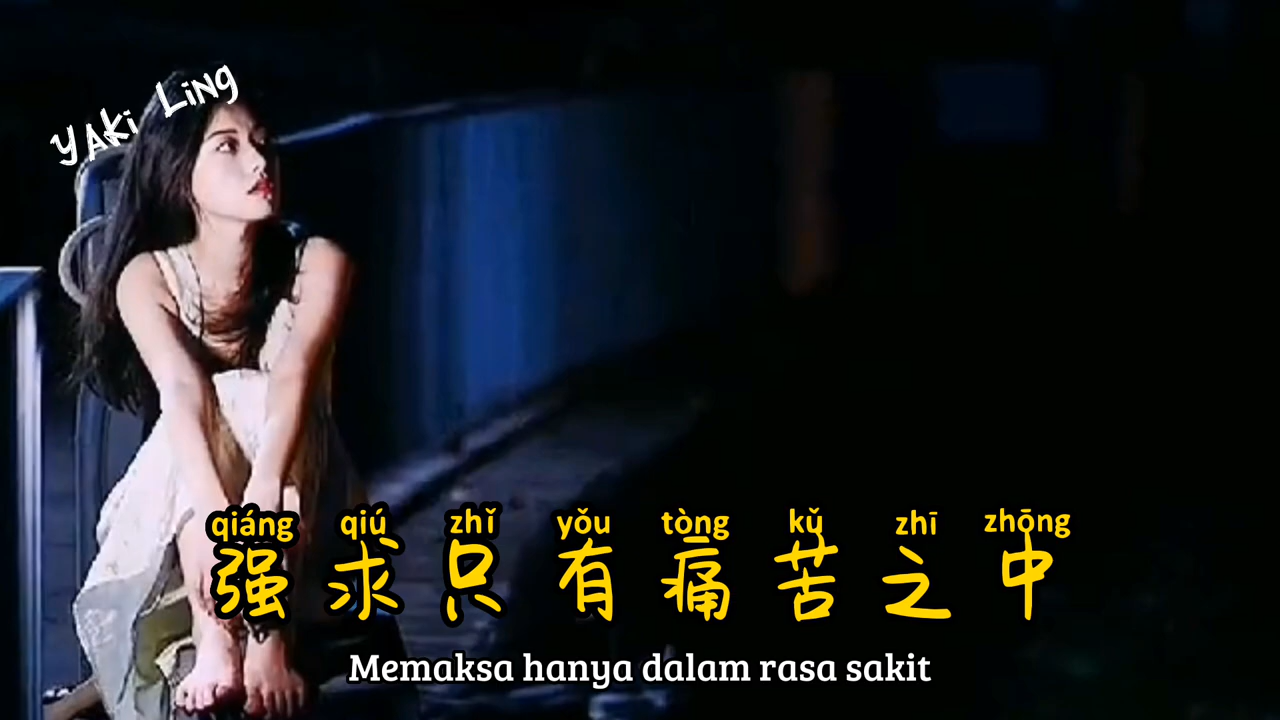 YAki LiNg
qiáng qiú zhǐ yǒu tòng kǔ zhī zhōng
强求只有痛苦之中
Memaksa hanya dalam rasa sakit